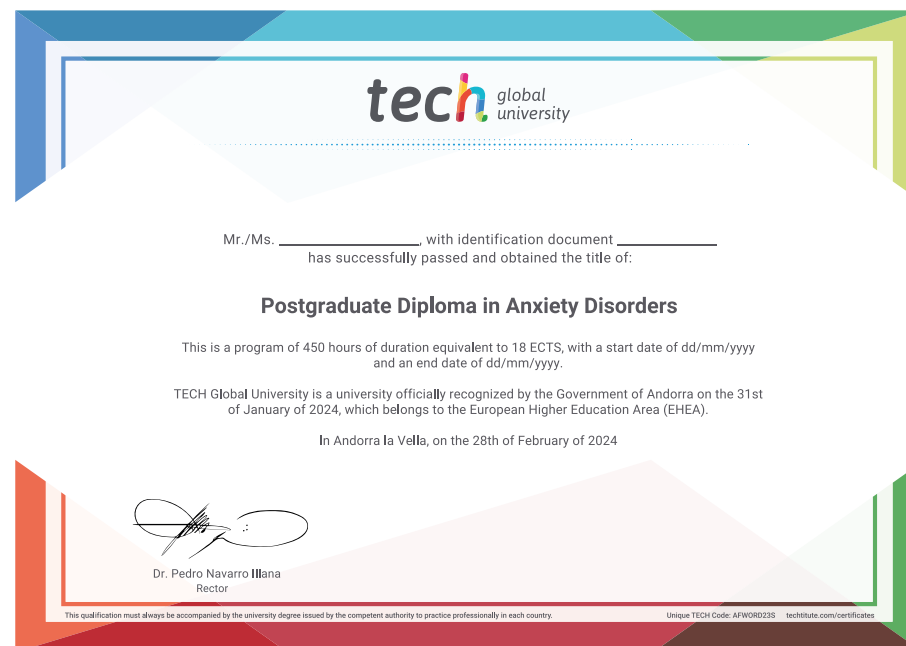 tech global
university
Mr./Ms. ________________, with identification document ____________
has successfully passed and obtained the title of:
Postgraduate Diploma in Anxiety Disorders
This is a program of 450 hours of duration equivalent to 18 ECTS, with a start date of dd/mm/yyyy
and an end date of dd/mm/yyyy.
TECH Global University is a university officially recognized by the Government of Andorra on the 31st
of January of 2024, which belongs to the European Higher Education Area (EHEA).
In Andorra la Vella, on the 28th of February of 2024
Dr. Pedro Navarro Illana
Rector
This qualification must always be accompanied by the university degree issued by the competent authority to practice professionally in each country.
Unique TECH Code: AFWORD23S techtitute.com/certificates